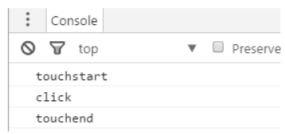 Console
top Preserve
touchstart
click
touchend